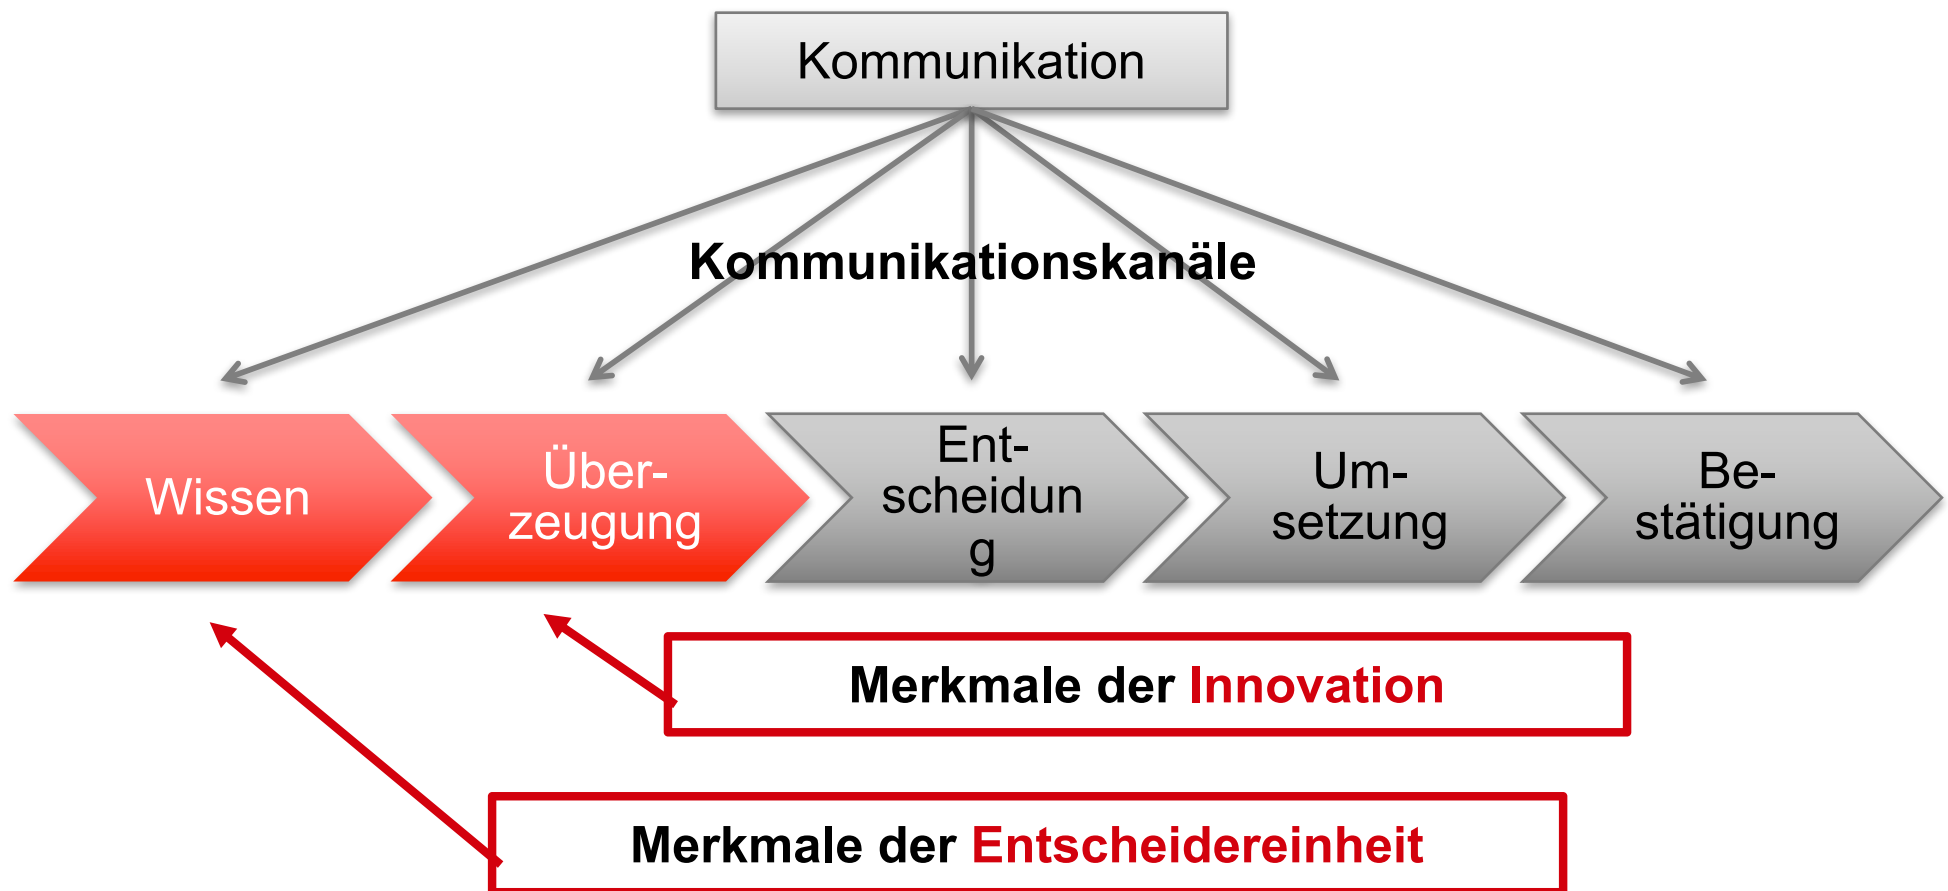 Kommunikation
Kommunikationskanäle
Wissen
Über-
zeugung
Ent-
scheidun
g
Um-
setzung
Be-
stätigung
Merkmale der Innovation
Merkmale der Entscheidereinheit